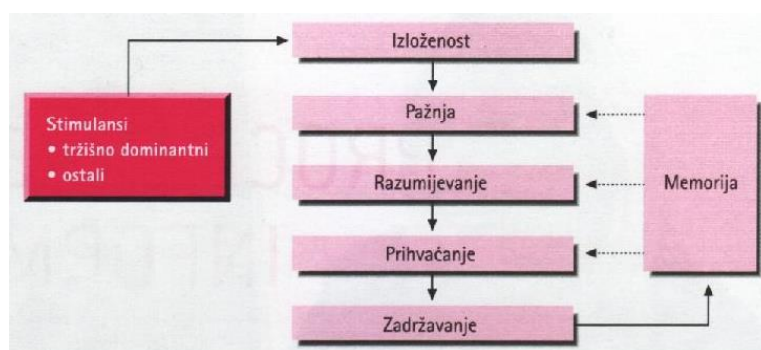 Izloženost
Stimulansi
• tržišno dominantni
• ostali
Pažnja
Razumijevanje
Memorija
Prihvaćanje
Zadržavanje